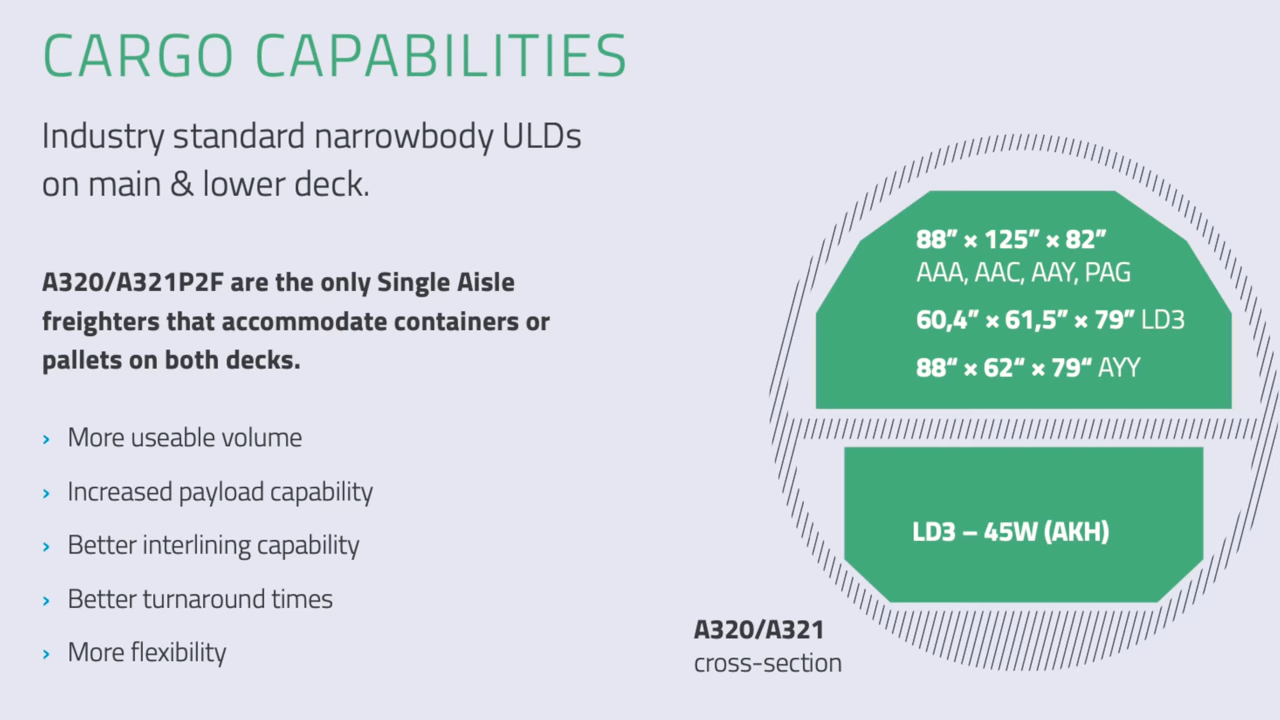 CARGO CAPABILITIES
Industry standard narrowbody ULDs
on main & lower deck.
A320/A321P2F are the only Single Aisle
freighters that accommodate containers or
pallets on both decks.
› More useable volume
› Increased payload capability
› Better interlining capability
› Better turnaround times
› More flexibility
88” × 125” × 82”
AAA, AAC, AAY, PAG
60,4” × 61,5” × 79” LD3
88“ × 62“ × 79“ AYY
LD3 – 45W (AKH)
A320/A321
cross-section